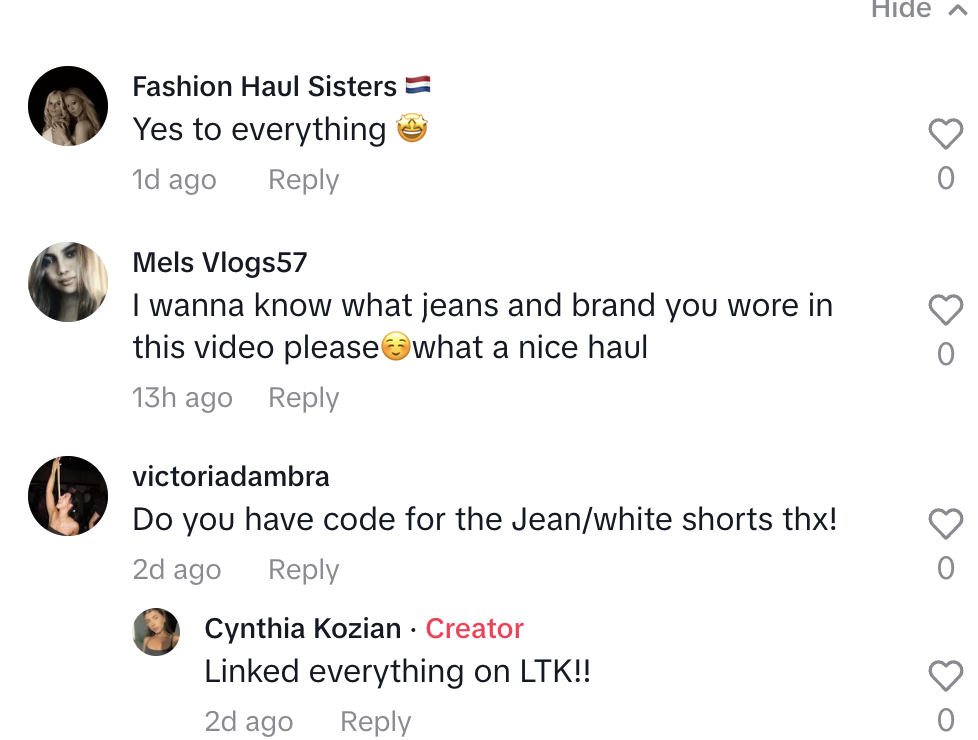 Hide
Fashion Haul Sisters 🇳🇱
Yes to everything 🤩
1d ago Reply
0
Mels Vlogs57
I wanna know what jeans and brand you wore in
this video please☺️what a nice haul
0
13h ago Reply
victoriadambra
Do you have code for the Jean/white shorts thx!
2d ago Reply
0
Cynthia Kozian · Creator
Linked everything on LTK!!
2d ago Reply
0